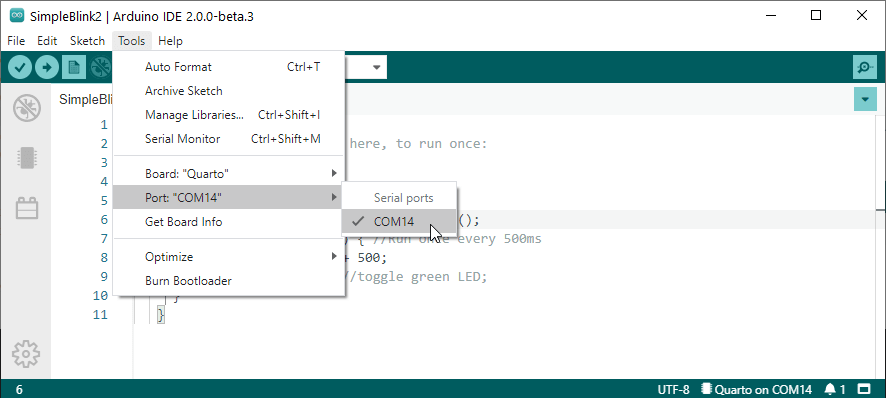 SimpleBlink2 | Arduino IDE 2.0.0-beta.3
File Edit Sketch Tools Help
Auto Format Ctrl+T
Archive Sketch
Manage Libraries... Ctrl+Shift+I
Serial Monitor Ctrl+Shift+M
Board: "Quarto"
Port: "COM14"
Get Board Info
Optimize
Burn Bootloader
Serial ports
COM14
SimpleBli
1
2 here, to run once:
3
4
5
6 ();
7 ) { //Run once every 500ms
8 + 500;
9 //toggle green LED;
10 }
11 }
6 UTF-8 Quarto on COM14 1